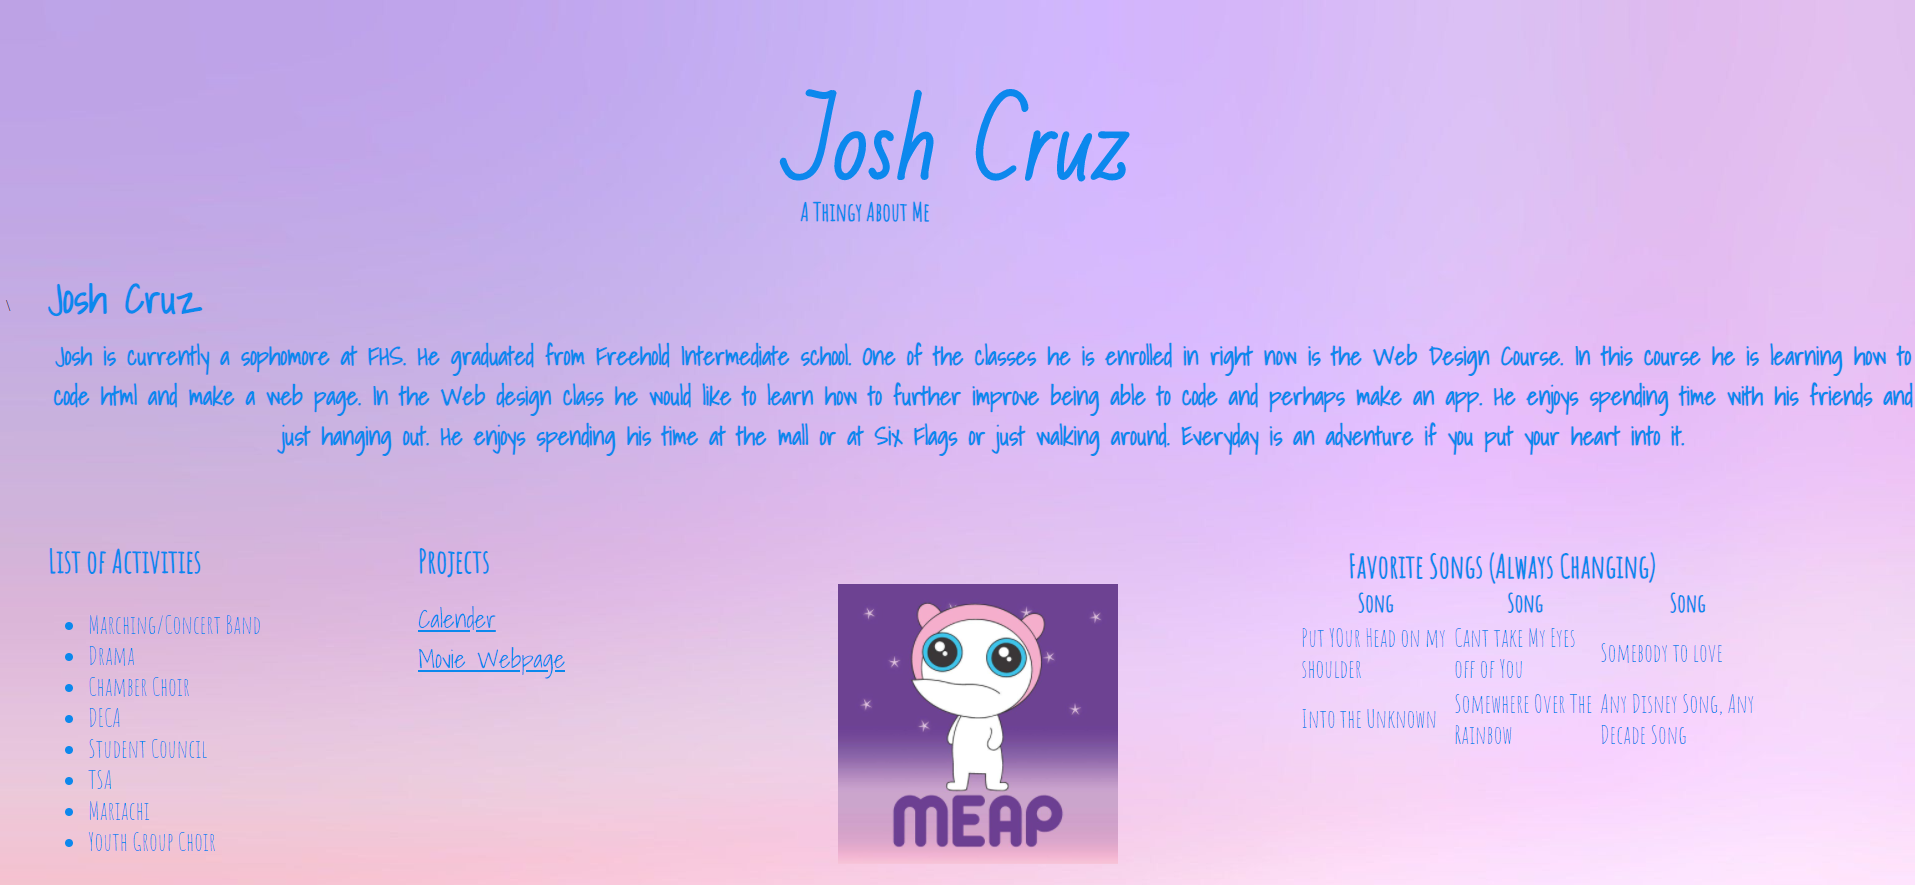 Josh Cruz
A Thingy About Me
\
Josh Cruz
Josh is currently a sophomore at FHS. He graduated from Freehold Intermediate school. One of the classes he is enrolled in right now is the Web Design Course. In this course he is learning how to
code html and make a web page. In the Web design class he would like to learn how to further improve being able to code and perhaps make an app. He enjoys spending time with his friends and
just hanging out. He enjoys spending his time at the mall or at Six Flags or just walking around. Everyday is an adventure if you put your heart into it.
List of Activities
Marching/Concert Band
Drama
Chamber Choir
DECA
Student Council
TSA
Mariachi
Youth Group Choir
Projects
Calender
Movie Webpage
MEAP
Favorite Songs (Always Changing)
Song Song Song
Put YOur Head on my
shoulder
Cant take My Eyes
off of You
Somebody to love
Into the Unknown
Somewhere Over The
Rainbow
Any Disney Song, Any
Decade Song